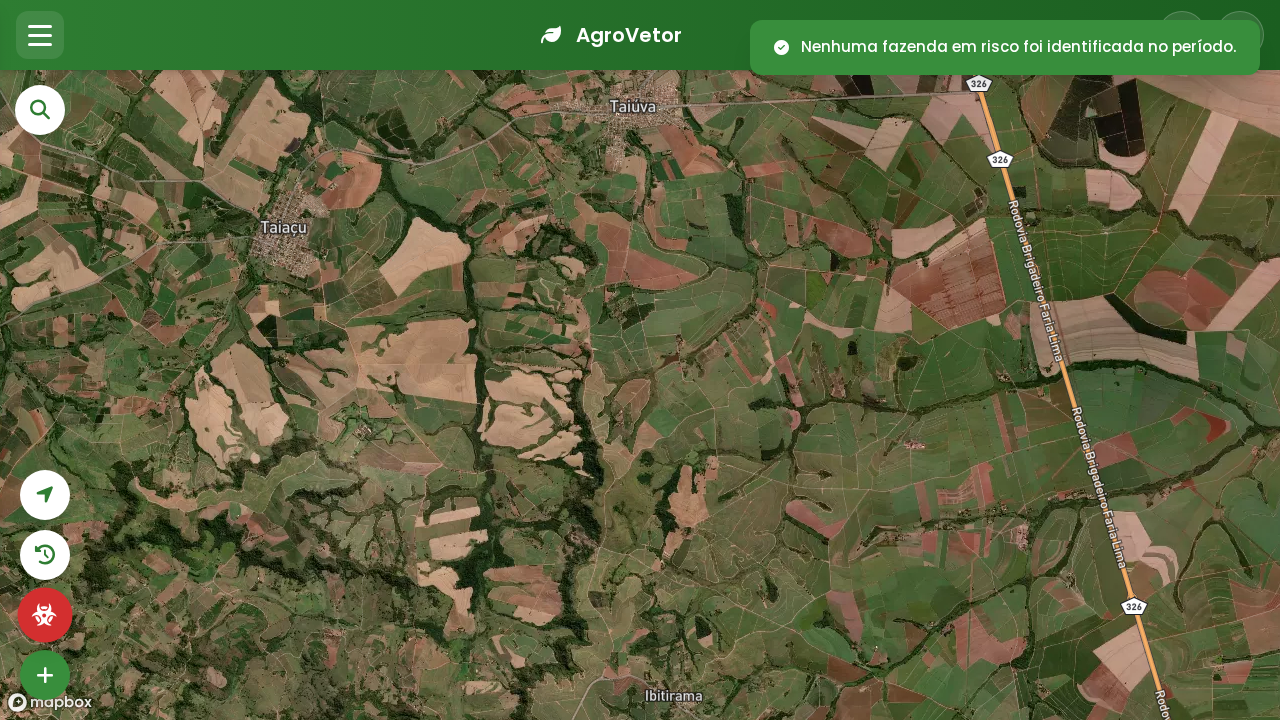 AgroVetor
Nenhuma fazenda em risco foi identificada no período.
326
Taiúva
326
Rodovia Brigadeiro Faria Lima
Taiaçu
Rodovia Brigadeiro Faria Lima
326
Ibitirama
Rodov
mapbox